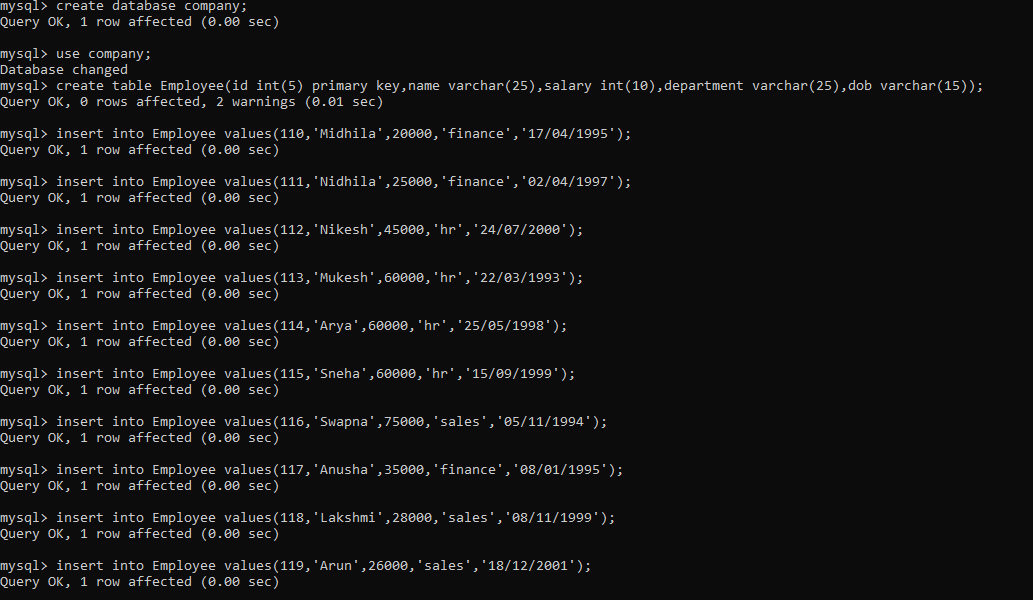 mysql> create database company;
Query OK, 1 row affected (0.00 sec)
mysql> use company;
Database changed
mysql> create table Employee(id int(5) primary key,name varchar(25),salary int(10),department varchar(25),dob varchar(15));
Query OK, 0 rows affected, 2 warnings (0.01 sec)
mysql> insert into Employee values(110,'Midhila',20000,'finance','17/04/1995');
Query OK, 1 row affected (0.00 sec)
mysql> insert into Employee values(111,'Nidhila',25000,'finance','02/04/1997');
Query OK, 1 row affected (0.00 sec)
mysql> insert into Employee values(112,'Nikesh',45000,'hr','24/07/2000');
Query OK, 1 row affected (0.00 sec)
mysql> insert into Employee values(113,'Mukesh',60000,'hr','22/03/1993');
Query OK, 1 row affected (0.00 sec)
mysql> insert into Employee values(114,'Arya',60000,'hr','25/05/1998');
Query OK, 1 row affected (0.00 sec)
mysql> insert into Employee values(115,'Sneha',60000,'hr','15/09/1999');
Query OK, 1 row affected (0.00 sec)
mysql> insert into Employee values(116,'Swapna',75000,'sales','05/11/1994');
Query OK, 1 row affected (0.00 sec)
mysql> insert into Employee values(117,'Anusha',35000,'finance','08/01/1995');
Query OK, 1 row affected (0.00 sec)
mysql> insert into Employee values(118,'Lakshmi',28000,'sales','08/11/1999');
Query OK, 1 row affected (0.00 sec)
mysql> insert into Employee values(119,'Arun',26000,'sales','18/12/2001');
Query OK, 1 row affected (0.00 sec)